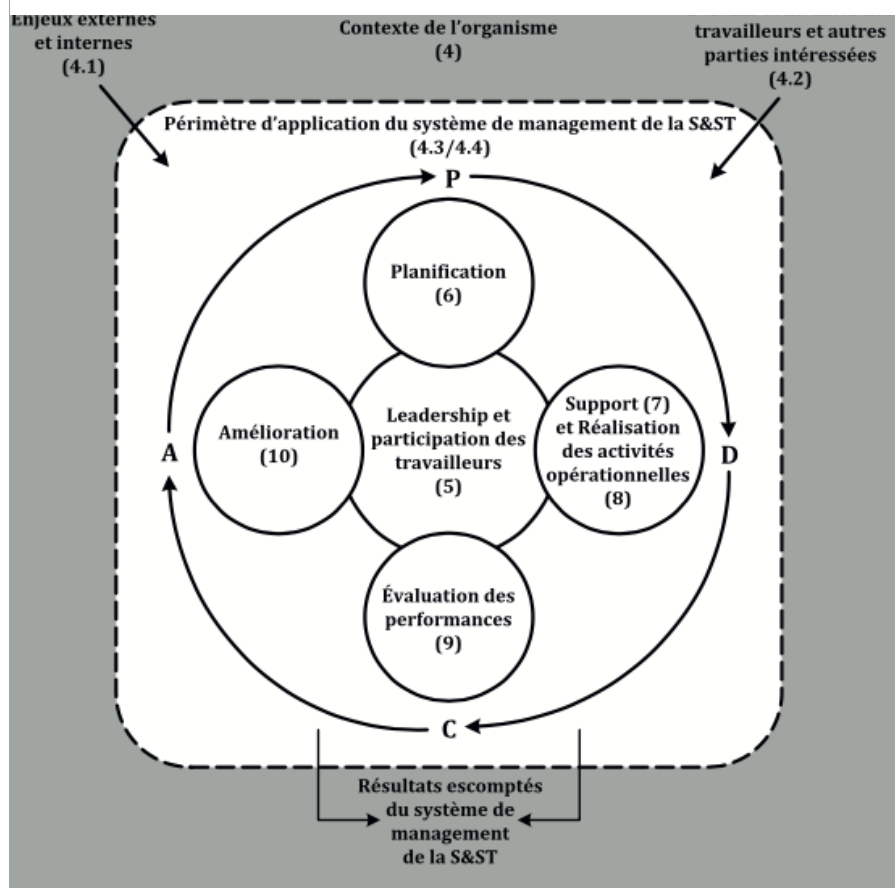 Enjeux externes
et internes
(4.1)
Contexte de l'organisme
(4)
travailleurs et autres
parties intéressées
(4.2)
Périmètre d'application du système de management de la S&ST
(4.3/4.4)
P
Planification
(6)
A
Amélioration
(10)
Leadership et
participation des
travailleurs
(5)
Support (7)
et Réalisation
des activités
opérationnelles
(8)
D
Évaluation des
performances
(9)
C
Résultats escomptés
du système de
management
de la S&ST